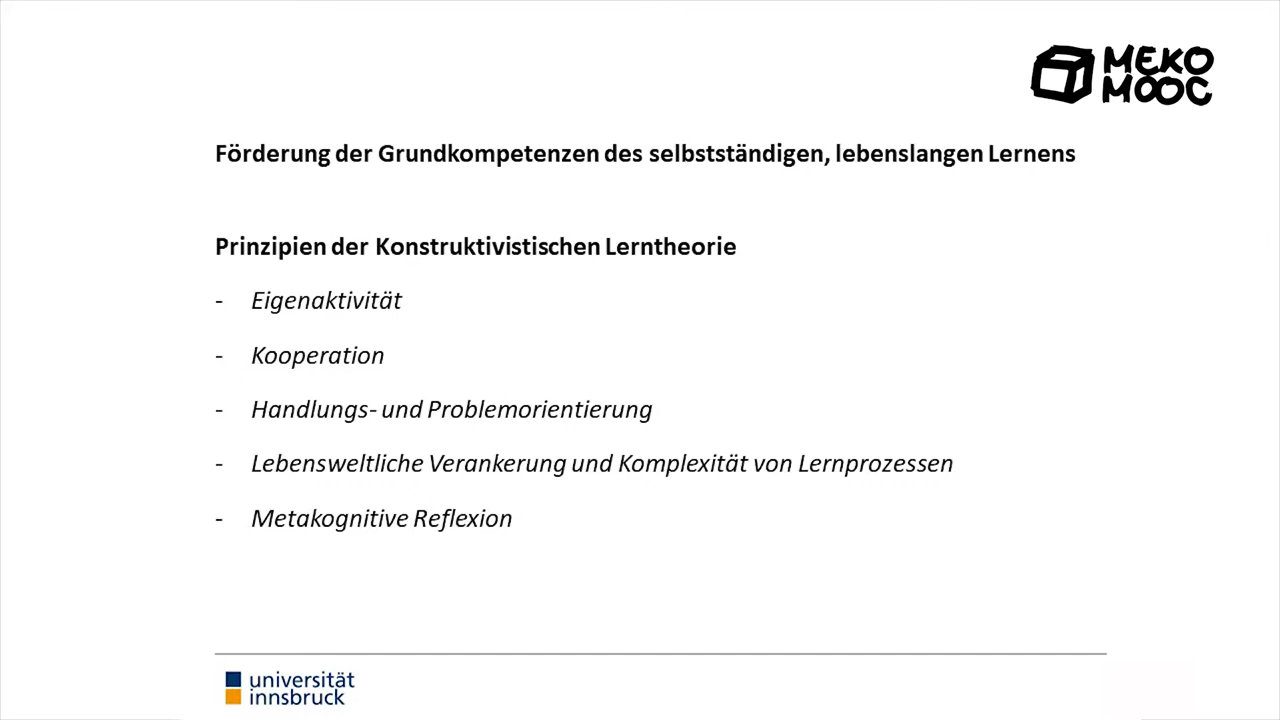 MEKO
MOOC
Förderung der Grundkompetenzen des selbstständigen, lebenslangen Lernens
Prinzipien der Konstruktivistischen Lerntheorie
- Eigenaktivität
- Kooperation
- Handlungs- und Problemorientierung
- Lebensweltliche Verankerung und Komplexität von Lernprozessen
- Metakognitive Reflexion
universität
innsbruck